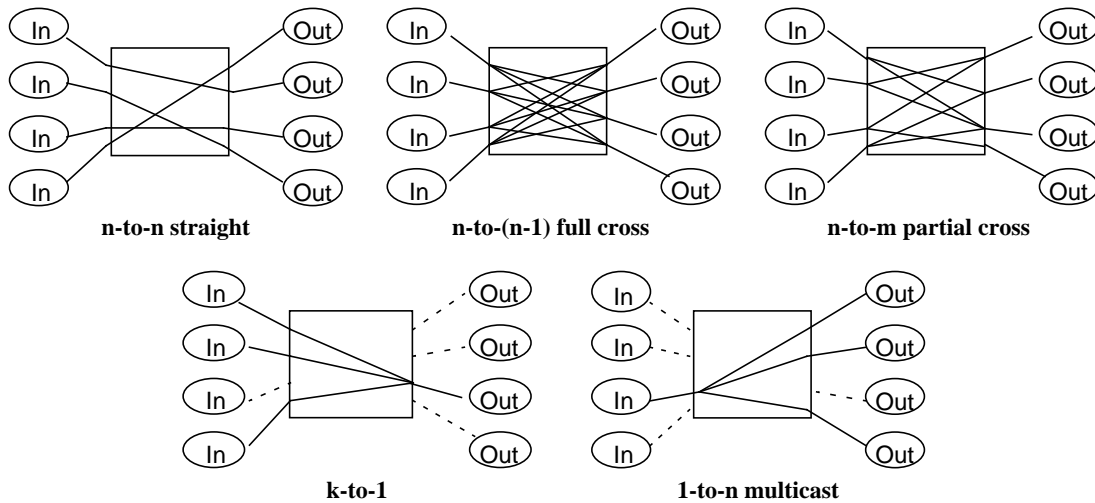 In Out In Out In Out
In Out In Out In Out
In Out In Out In Out
In Out In Out In Out
n-to-n straight n-to-(n-1) full cross n-to-m partial cross
In Out In Out
In Out In Out
In Out In Out
In Out In Out
k-to-1 1-to-n multicast